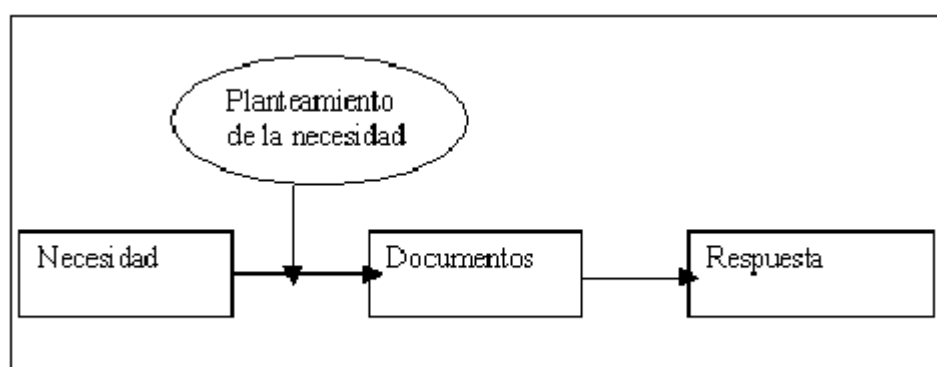 Planteamiento
de la necesidad
Necesidad
Documentos
Respuesta